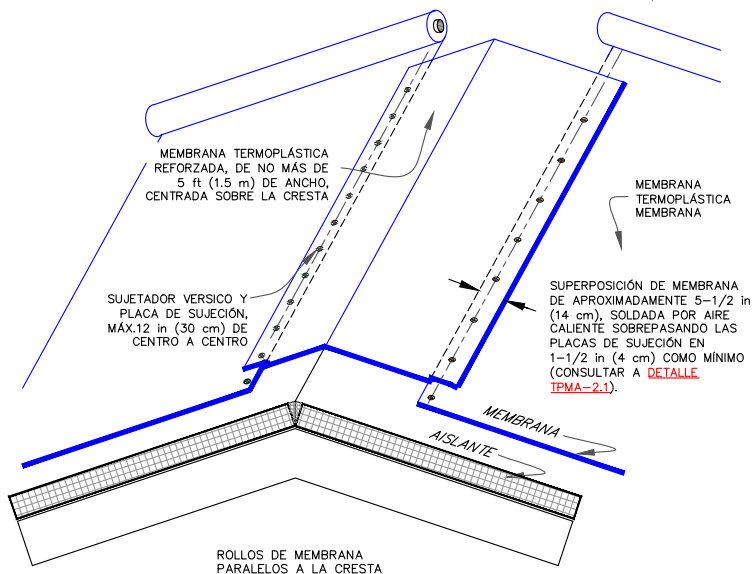 MEMBRANA TERMOPLÁSTICA
REFORZADA, DE NO MÁS DE
5 ft (1.5 m) DE ANCHO,
CENTRADA SOBRE LA CRESTA
MEMBRANA
TERMOPLÁSTICA
MEMBRANA
SUJETADOR VERSICO Y
PLACA DE SUJECIÓN,
MÁX.12 in (30 cm) DE
CENTRO A CENTRO
SUPERPOSICIÓN DE MEMBRANA
DE APROXIMADAMENTE 5-1/2 in
(14 cm), SOLDADA POR AIRE
CALIENTE SOBREPASANDO LAS
PLACAS DE SUJECIÓN EN
1-1/2 in (4 cm) COMO MÍNIMO
(CONSULTAR A DETALLE
TPMA-2.1).
MEMBRANA
AISLANTE
ROLLOS DE MEMBRANA
PARALELOS A LA CRESTA